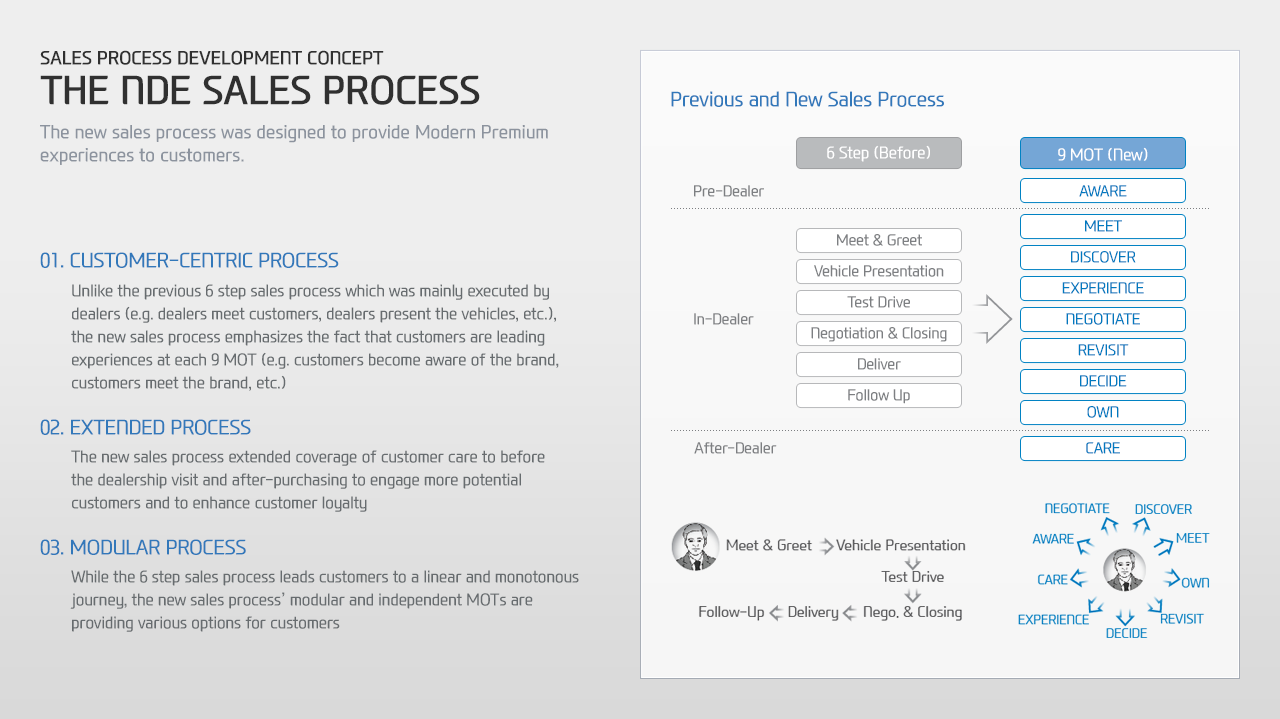 SALES PROCESS DEVELOPMENT CONCEPT
THE NDE SALES PROCESS
The new sales process was designed to provide Modern Premium
experiences to customers.
01. CUSTOMER-CENTRIC PROCESS
Unlike the previous 6 step sales process which was mainly executed by
dealers (e.g. dealers meet customers, dealers present the vehicles, etc.),
the new sales process emphasizes the fact that customers are leading
experiences at each 9 MOT (e.g. customers become aware of the brand,
customers meet the brand, etc.)
02. EXTENDED PROCESS
The new sales process extended coverage of customer care to before
the dealership visit and after-purchasing to engage more potential
customers and to enhance customer loyalty
03. MODULAR PROCESS
While the 6 step sales process leads customers to a linear and monotonous
journey, the new sales process' modular and independent MOTs are
providing various options for customers
Previous and New Sales Process
6 Step (Before)
9 MOT (New)
Pre-Dealer
AWARE
In-Dealer
Meet & Greet
Vehicle Presentation
Test Drive
Negotiation & Closing
Deliver
Follow Up
MEET
DISCOVER
EXPERIENCE
NEGOTIATE
REVISIT
DECIDE
OWN
After-Dealer
CARE
Meet & Greet
Vehicle Presentation
Test Drive
Follow-Up
Delivery
Nego. & Closing
NEGOTIATE
DISCOVER
AWARE
MEET
CARE
OWN
EXPERIENCE
REVISIT
DECIDE